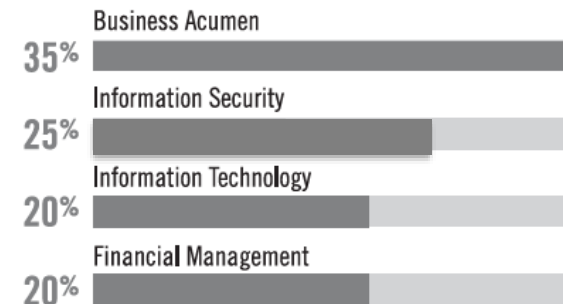 Business Acumen
35%
Information Security
25%
Information Technology
20%
Financial Management
20%